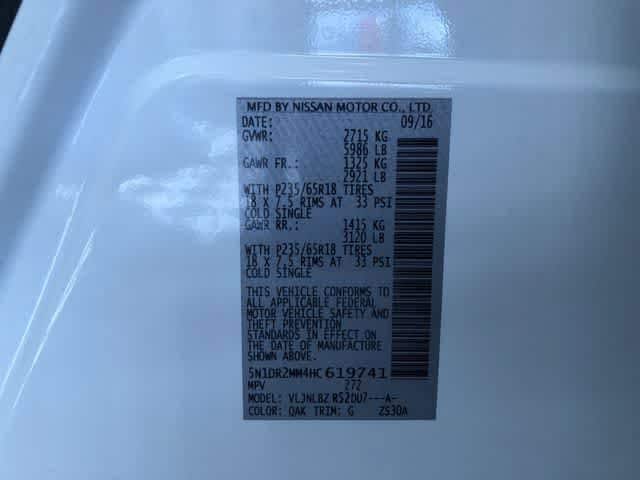 MFD BY NISSAN MOTOR CO., LTD.
DATE: 09/16
GVWR: 2715 KG
5986 LB
GAWR FR.: 1325 KG
2921 LB
WITH P235/65R18 TIRES
18 X 7.5 RIMS AT 33 PSI
COLD SINGLE
GAWR RR.: 1415 KG
3120 LB
WITH P235/65R18 TIRES
18 X 7.5 RIMS AT 33 PSI
COLD SINGLE
THIS VEHICLE CONFORMS TO
ALL APPLICABLE FEDERAL
MOTOR VEHICLE SAFETY AND
THEFT PREVENTION
STANDARDS IN EFFECT ON
THE DATE OF MANUFACTURE
SHOWN ABOVE.
5N1DR2MM4HC619741
MPV 272
MODEL: VLJNLBZ R52DU7---A-
COLOR: QAK TRIM: G ZS30A